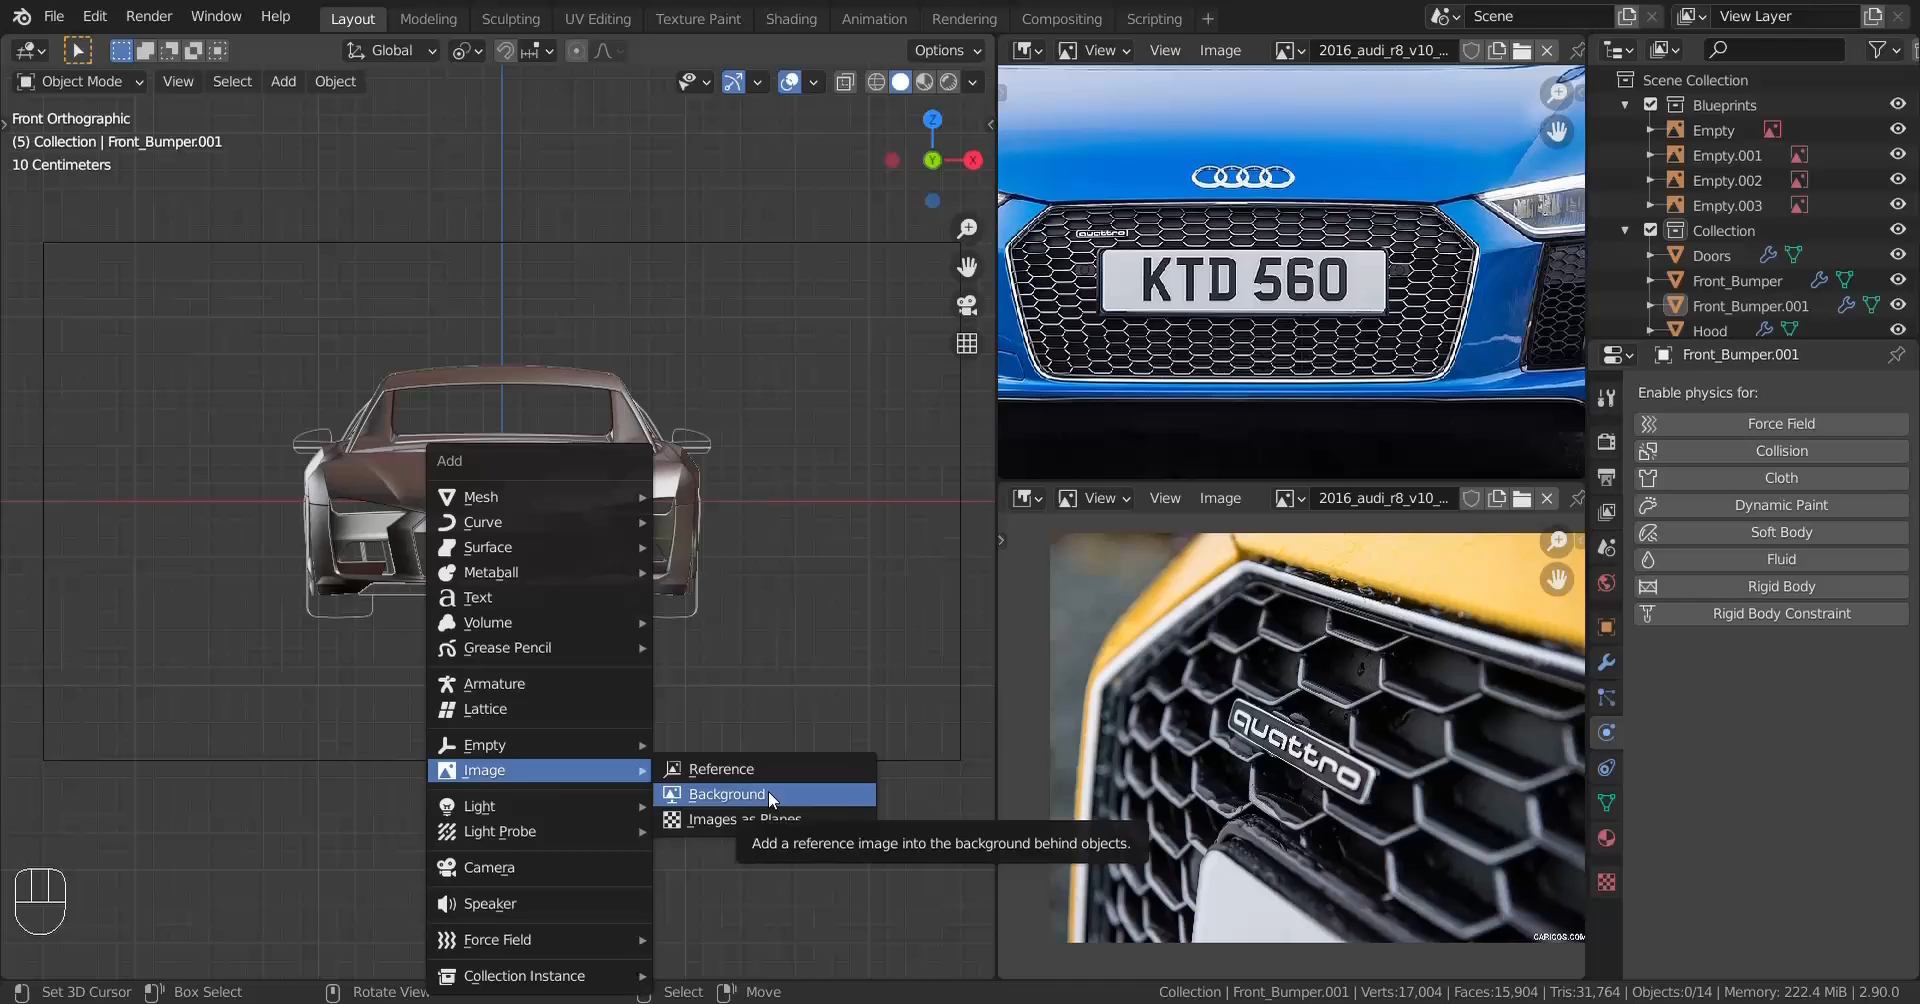 File Edit Render Window Help
Layout Modeling Sculpting UV Editing Texture Paint Shading Animation Rendering Compositing Scripting +
Scene
View Layer
Global
Options
View View Image 2016_audi_r8_v10_...
Object Mode View Select Add Object
Front Orthographic
(5) Collection | Front_Bumper.001
10 Centimeters
Z
Y
X
quattro
KTD 560
Scene Collection
Blueprints
Empty
Empty.001
Empty.002
Empty.003
Collection
Doors
Front_Bumper
Front_Bumper.001
Hood
Front_Bumper.001
Enable physics for:
Force Field
Collision
Cloth
Dynamic Paint
Soft Body
Fluid
Rigid Body
Rigid Body Constraint
View View Image 2016_audi_r8_v10_...
quattro
CARICOS.COM
Add
Mesh
Curve
Surface
Metaball
Text
Volume
Grease Pencil
Armature
Lattice
Empty
Image
Light
Light Probe
Camera
Speaker
Force Field
Collection Instance
Reference
Background
Images as Planes
Add a reference image into the background behind objects.
Set 3D Cursor Box Select Rotate View Select Move
Collection | Front_Bumper.001 | Verts:17,004 | Faces:15,904 | Tris:31,764 | Objects:0/14 | Memory: 222.4 MiB | 2.90.0